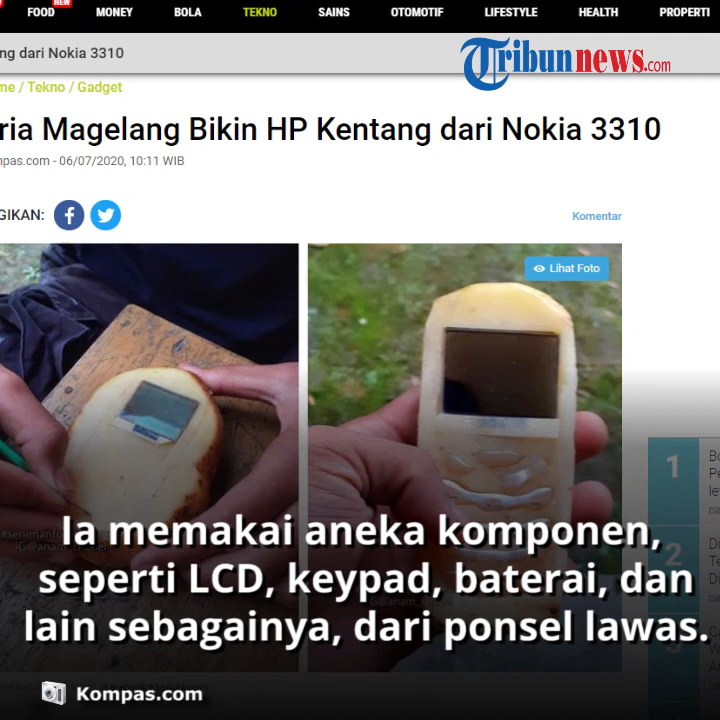 FOOD NEW MONEY BOLA TEKNO SAINS OTOMOTIF LIFESTYLE HEALTH PROPERTI
ng dari Nokia 3310
Tribunnews.com
me / Tekno / Gadget
ria Magelang Bikin HP Kentang dari Nokia 3310
mpas.com - 06/07/2020, 10:11 WIB
GIKAN:
Komentar
Lihat Foto
1
2
3
Ia memakai aneka komponen,
seperti LCD, keypad, baterai, dan
lain sebagainya, dari ponsel lawas.
Kompas.com